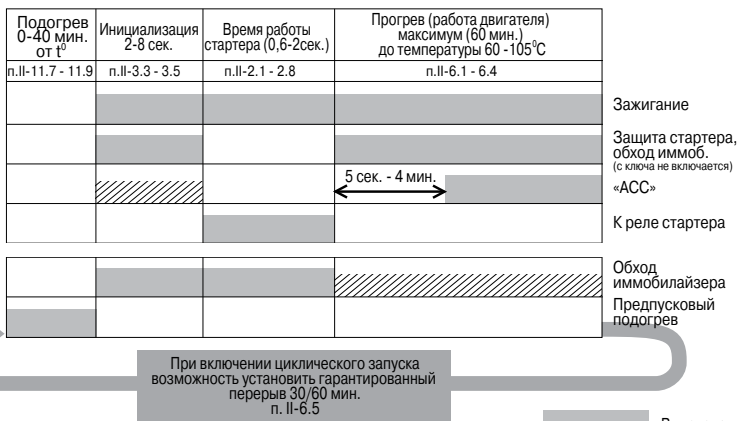 Подогрев
0-40 мин.
от t⁰
Инициализация
2-8 сек.
Время работы
стартера (0,6-2сек.)
Прогрев (работа двигателя)
максимум (60 мин.)
до температуры 60 -105⁰C
п.II-11.7 - 11.9
п.II-3.3 - 3.5
п.II-2.1 - 2.8
п.II-6.1 - 6.4
Зажигание
Защита стартера,
обход иммоб.
(с ключа не включается)
5 сек. - 4 мин.
«АСС»
К реле стартера
Обход
иммобилайзера
Предпусковый
подогрев
При включении циклического запуска
возможность установить гарантированный
перерыв 30/60 мин.
п. II-6.5